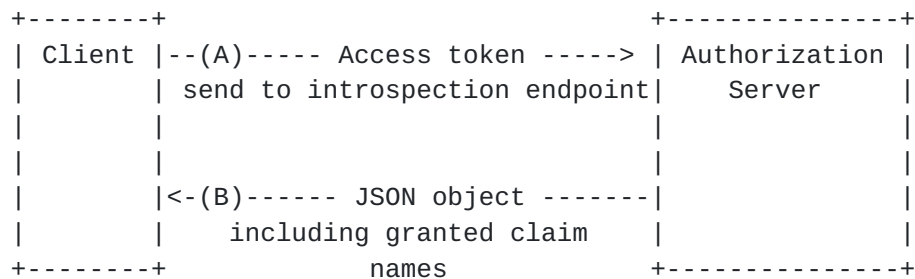 +--------+                               +---------------+
| Client |--(A)----- Access token -----> | Authorization |
|        | send to introspection endpoint|    Server     |
|        |                               |               |
|        |                               |               |
|        |<-(B)------ JSON object -------|               |
|        |    including granted claim    |               |
+--------+             names             +---------------+